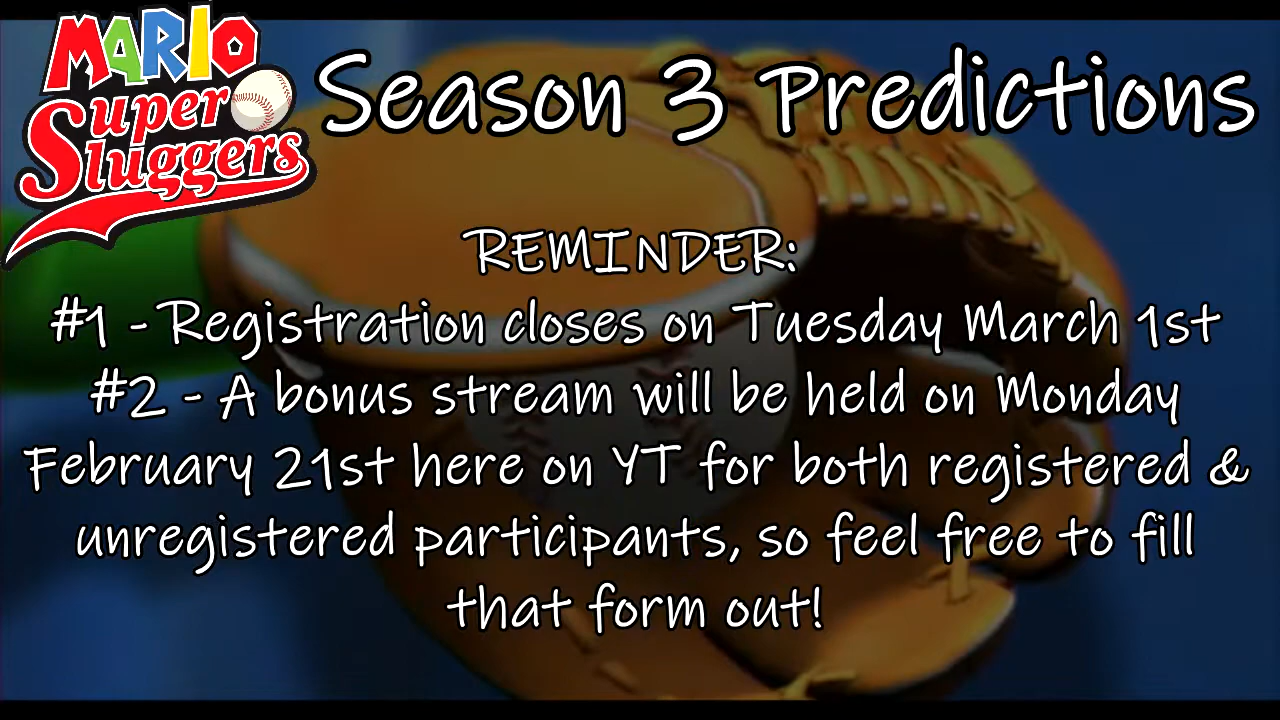 MARIO
Super
Sluggers
Season 3 Predictions
REMINDER:
#1 - Registration closes on Tuesday March 1st
#2 - A bonus stream will be held on Monday
February 21st here on YT for both registered &
unregistered participants, so feel free to fill
that form out!